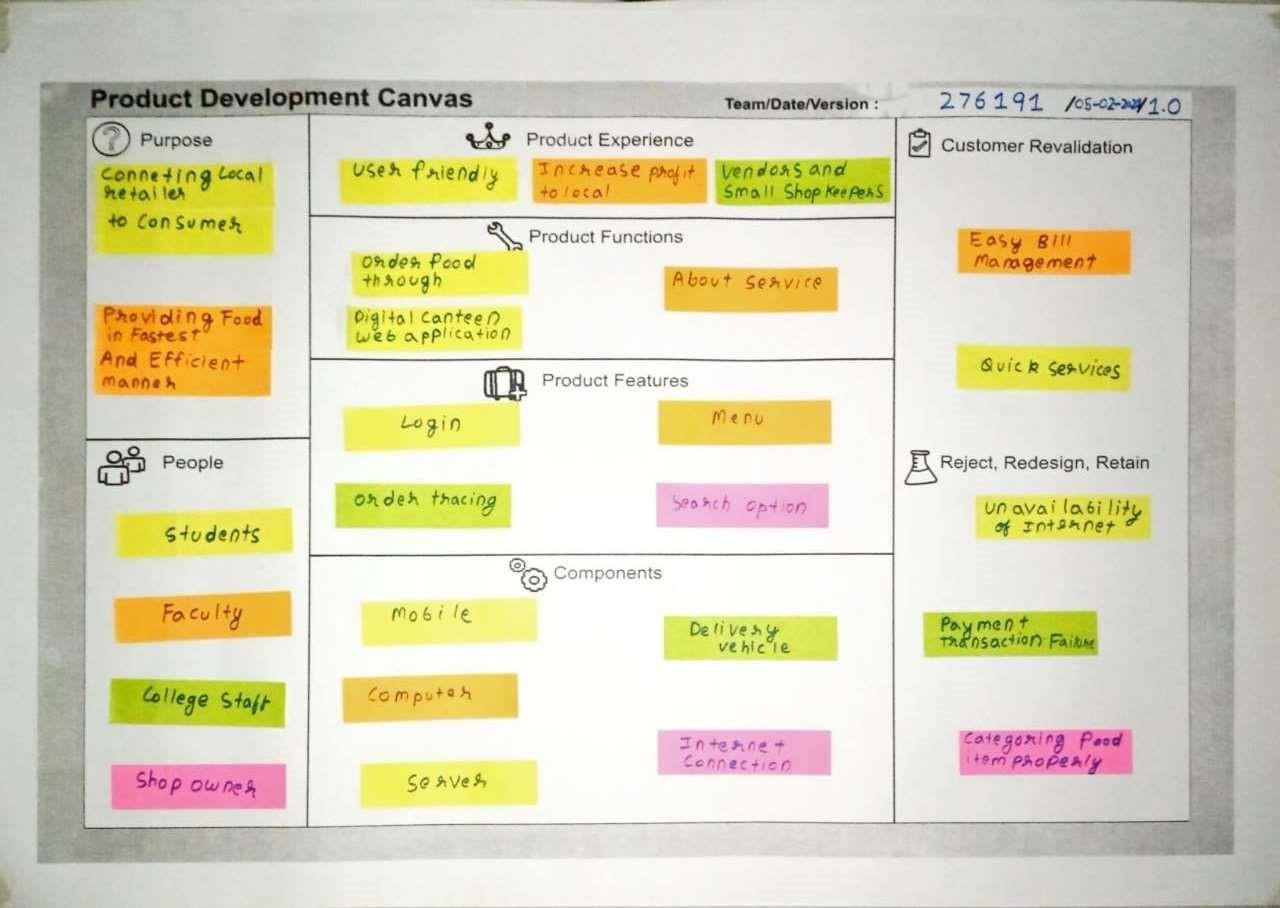 Product Development Canvas
Team/Date/Version :
276191 /05-02-2021/1.0
Purpose
Conneting Local
retailer
to Consumer
Providing Food
in Fastest
And Efficient
manner
People
Students
Faculty
College Staff
Shop owner
Product Experience
User friendly
Increase profit
to local
Vendors and
Small Shop Keepers
Product Functions
Order Food
through
Digital Canteen
Web application
About Service
Product Features
Login
Menu
Order tracing
Search option
Components
Mobile
Computer
Server
Delivery
vehicle
Internet
Connection
Customer Revalidation
Easy Bill
Management
Quick services
Reject, Redesign, Retain
Unavailability
of Internet
Payment
Transaction Failure
Categoring Food
item properly